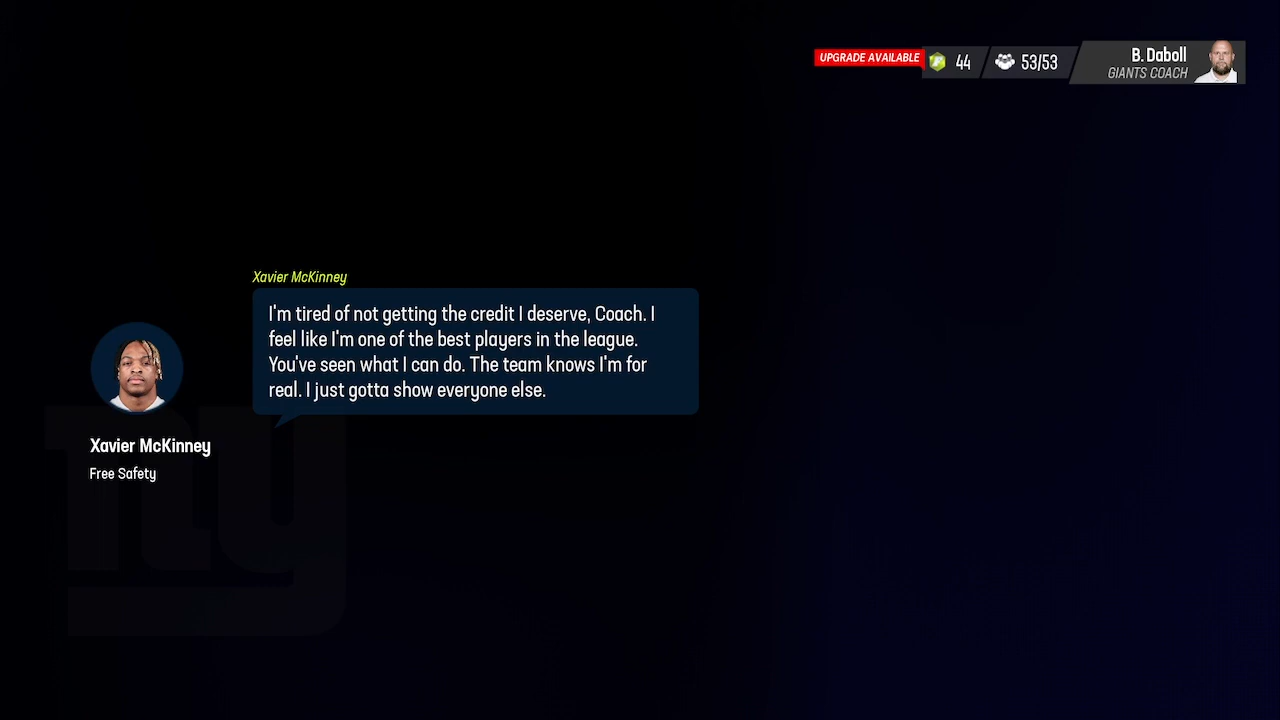 UPGRADE AVAILABLE
44
53/53
B. Daboll
GIANTS COACH
Xavier McKinney
I'm tired of not getting the credit I deserve, Coach. I
feel like I'm one of the best players in the league.
You've seen what I can do. The team knows I'm for
real. I just gotta show everyone else.
Xavier McKinney
Free Safety
ny